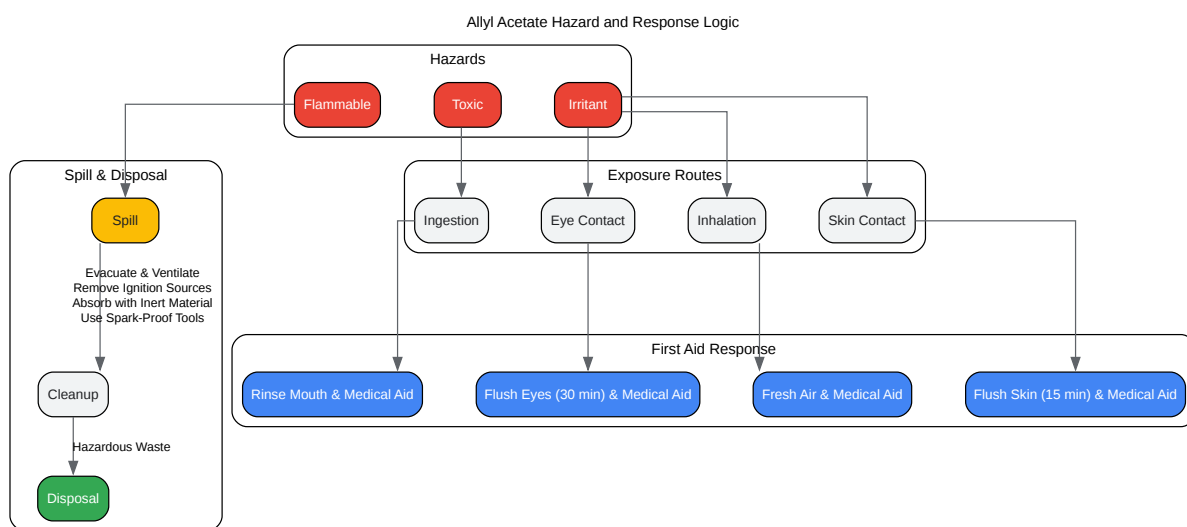 Allyl Acetate Hazard and Response Logic
Hazards
Flammable
Toxic
Irritant
Spill & Disposal
Exposure Routes
Spill
Ingestion
Eye Contact
Inhalation
Skin Contact
Evacuate & Ventilate
Remove Ignition Sources
Absorb with Inert Material
Use Spark-Proof Tools
First Aid Response
Cleanup
Rinse Mouth & Medical Aid
Flush Eyes (30 min) & Medical Aid
Fresh Air & Medical Aid
Flush Skin (15 min) & Medical Aid
Hazardous Waste
Disposal